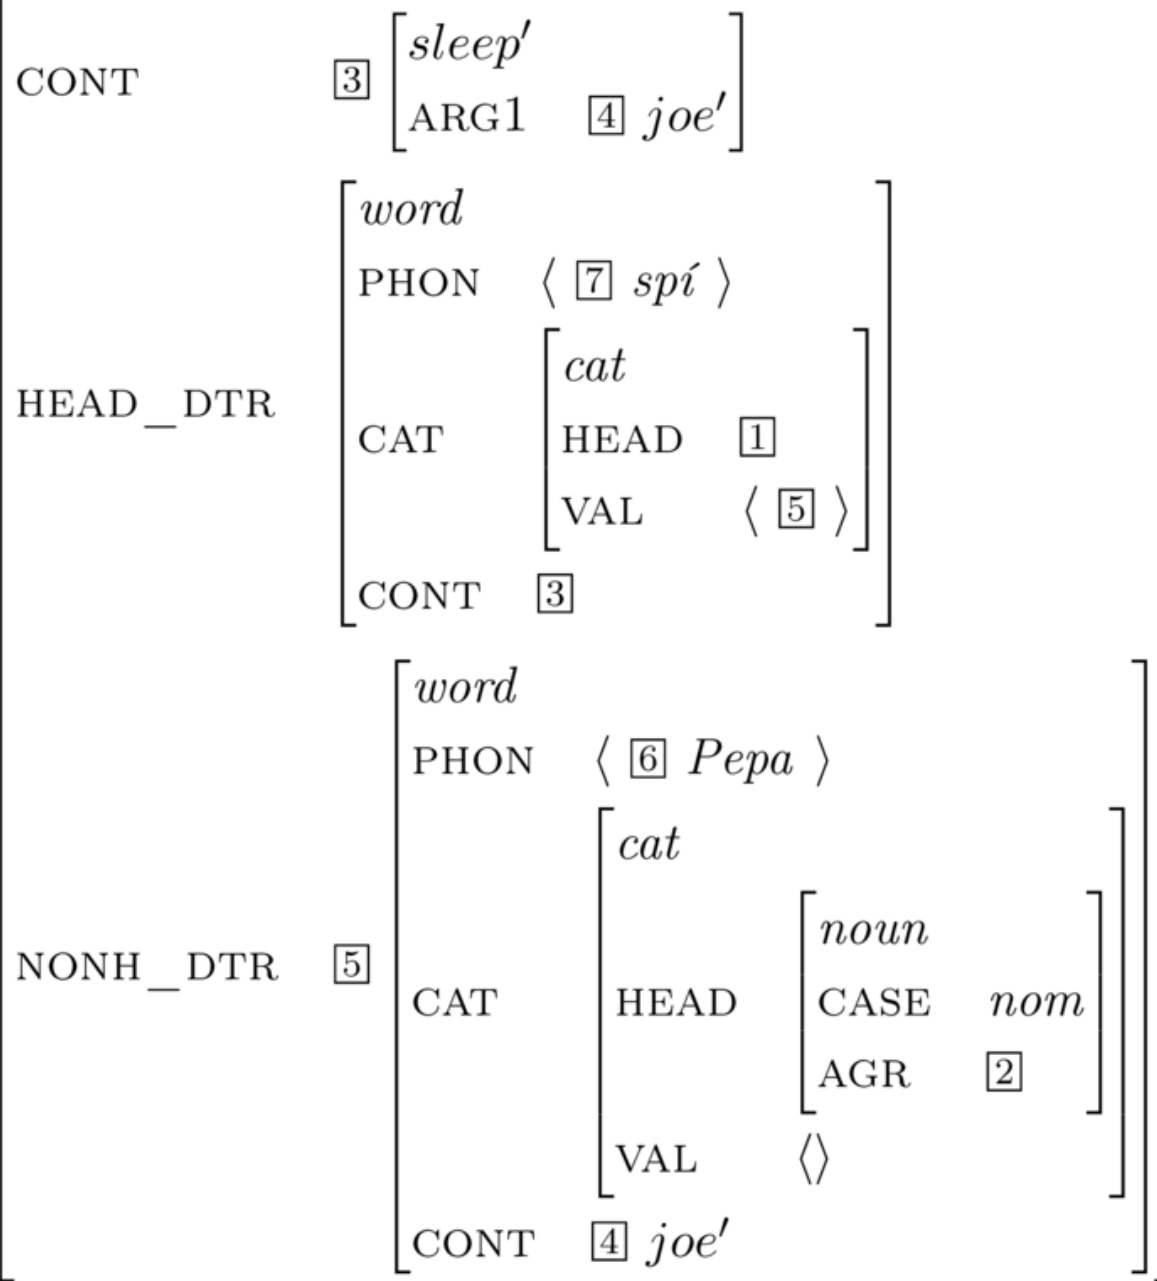 sleep′
CONT 3
ARG1 4 joe′
word
PHON ⟨ 7 spí ⟩
cat
HEAD_DTR
CAT HEAD 1
VAL ⟨ 5 ⟩
CONT 3
word
PHON ⟨ 6 Pepa ⟩
cat
noun
NONH_DTR 5
CAT HEAD CASE nom
AGR 2
VAL ⟨⟩
CONT 4 joe′